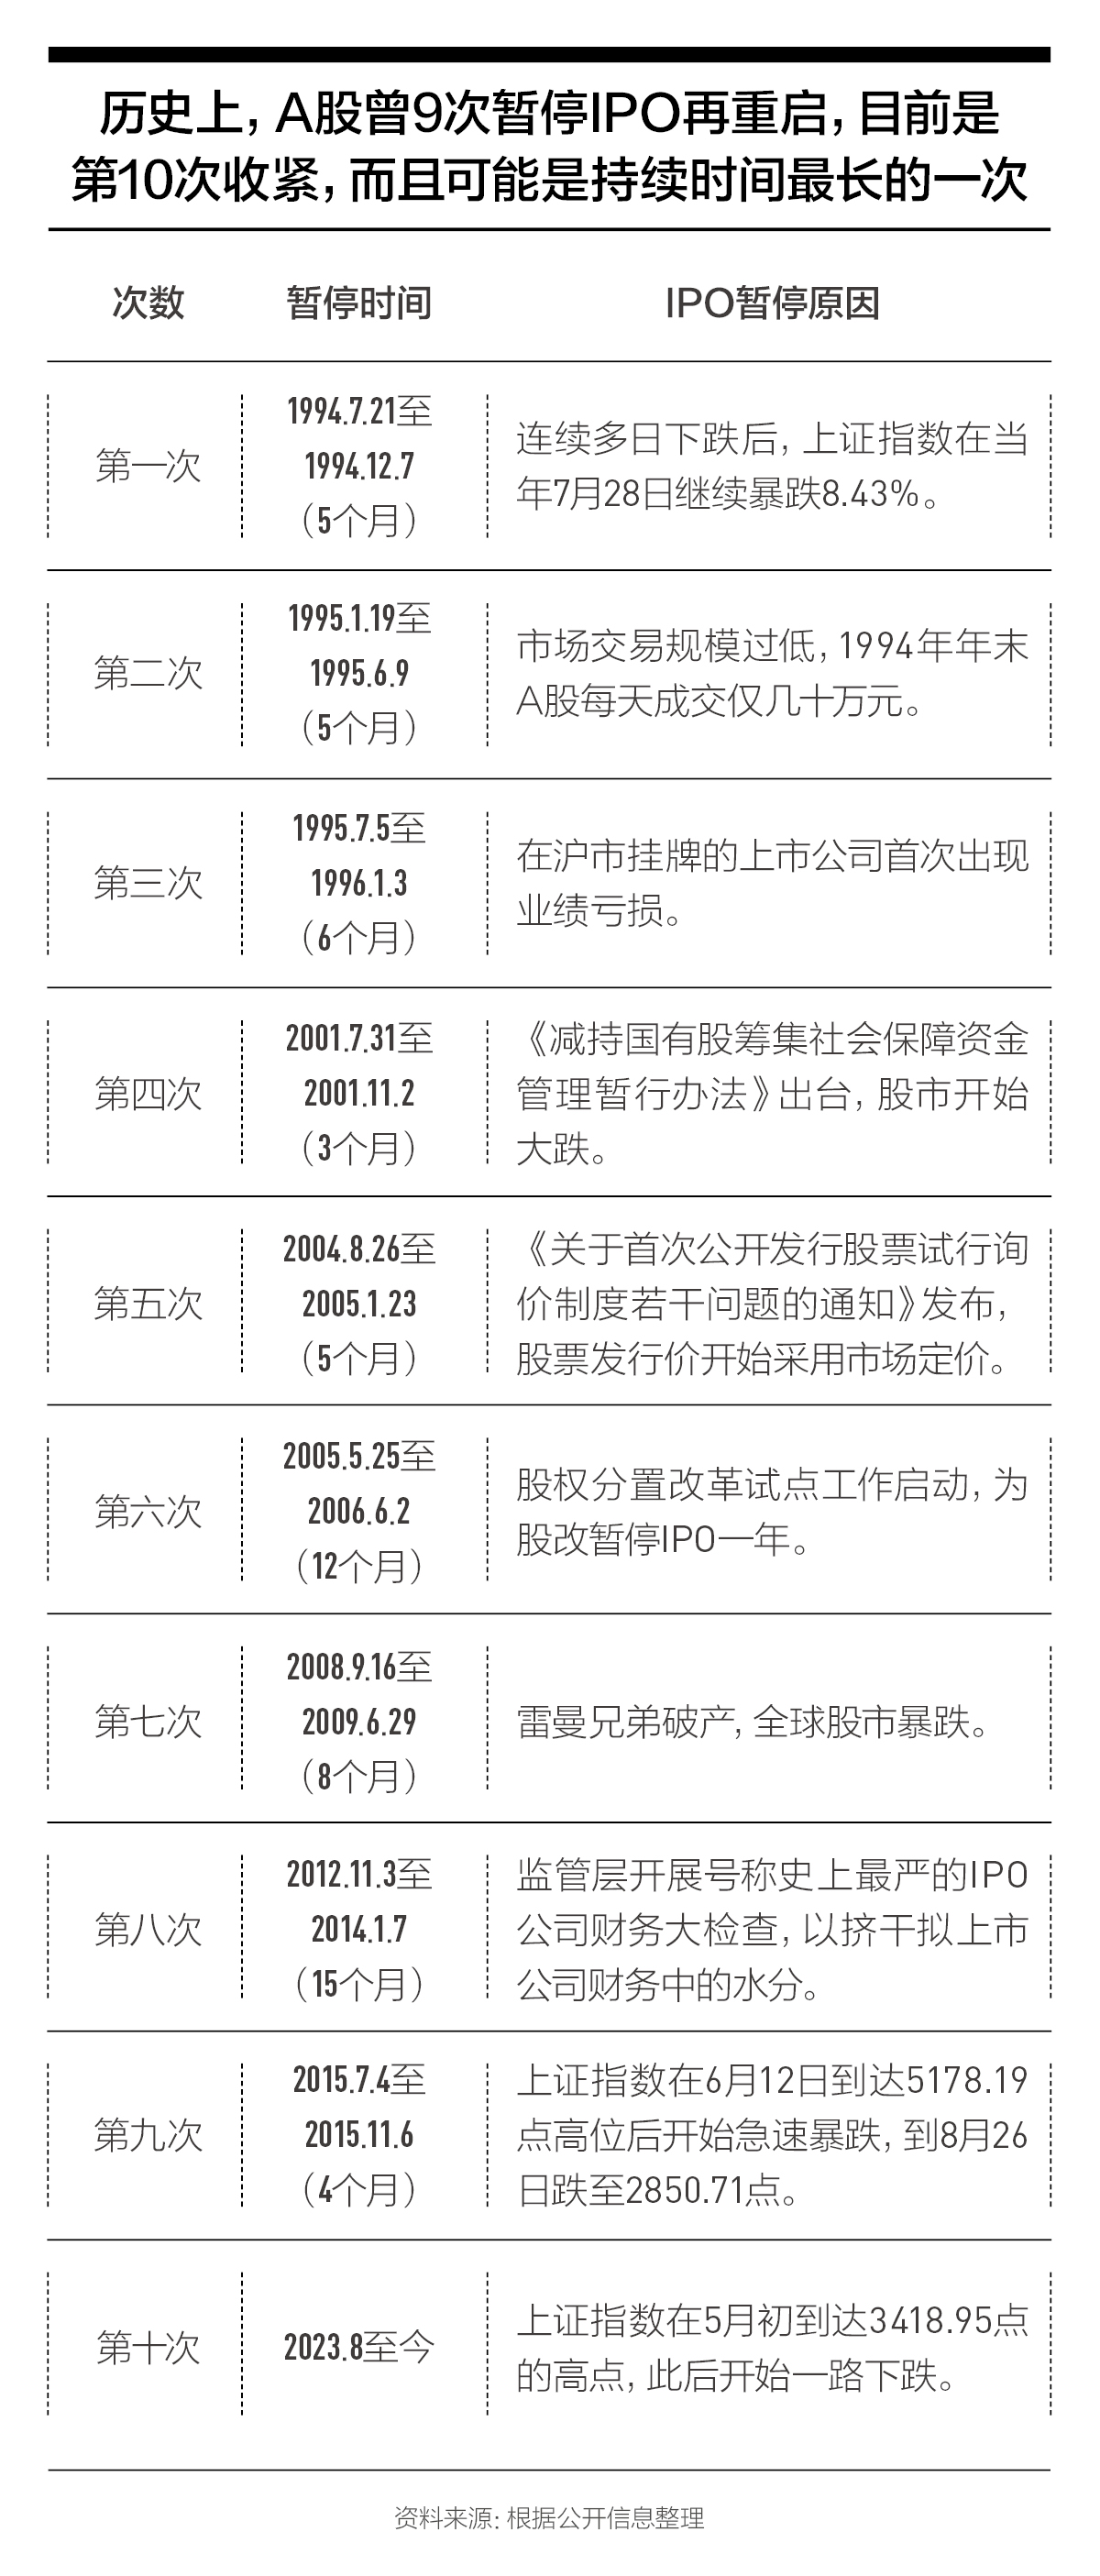 历史上，A股曾9次暂停IPO再重启，目前是
第10次收紧，而且可能是持续时间最长的一次
次数 暂停时间 IPO暂停原因
第一次
1994.7.21至
1994.12.7
（5个月）
连续多日下跌后，上证指数在当
年7月28日继续暴跌8.43%。
第二次
1995.1.19至
1995.6.9
（5个月）
市场交易规模过低，1994年年末
A股每天成交仅几十万元。
第三次
1995.7.5至
1996.1.3
（6个月）
在沪市挂牌的上市公司首次出现
业绩亏损。
第四次
2001.7.31至
2001.11.2
（3个月）
《减持国有股筹集社会保障资金
管理暂行办法》出台，股市开始
大跌。
第五次
2004.8.26至
2005.1.23
（5个月）
《关于首次公开发行股票试行询
价制度若干问题的通知》发布，
股票发行价开始采用市场定价。
第六次
2005.5.25至
2006.6.2
（12个月）
股权分置改革试点工作启动，为
股改暂停IPO一年。
第七次
2008.9.16至
2009.6.29
（8个月）
雷曼兄弟破产，全球股市暴跌。
第八次
2012.11.3至
2014.1.7
（15个月）
监管层开展号称史上最严的IPO
公司财务大检查，以挤干拟上市
公司财务中的水分。
第九次
2015.7.4至
2015.11.6
（4个月）
上证指数在6月12日到达5178.19
点高位后开始急速暴跌，到8月26
日跌至2850.71点。
第十次
2023.8至今
上证指数在5月初到达3418.95点
的高点，此后开始一路下跌。
资料来源：根据公开信息整理